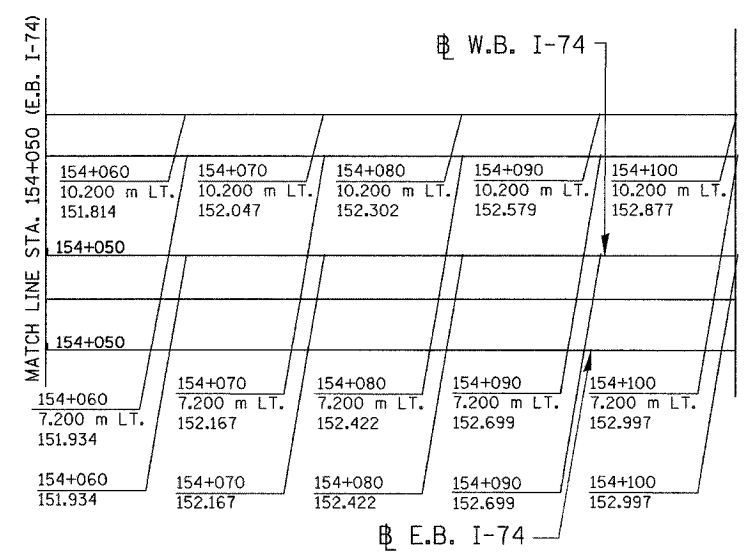 MATCH LINE STA. 154+050 (E.B. I-74)
℄ W.B. I-74
154+060
10.200 m LT.
151.814
154+070
10.200 m LT.
152.047
154+080
10.200 m LT.
152.302
154+090
10.200 m LT.
152.579
154+100
10.200 m LT.
152.877
154+050
154+050
154+060
7.200 m LT.
151.934
154+070
7.200 m LT.
152.167
154+080
7.200 m LT.
152.422
154+090
7.200 m LT.
152.699
154+100
7.200 m LT.
152.997
154+060
151.934
154+070
152.167
154+080
152.422
154+090
152.699
154+100
152.997
℄ E.B. I-74